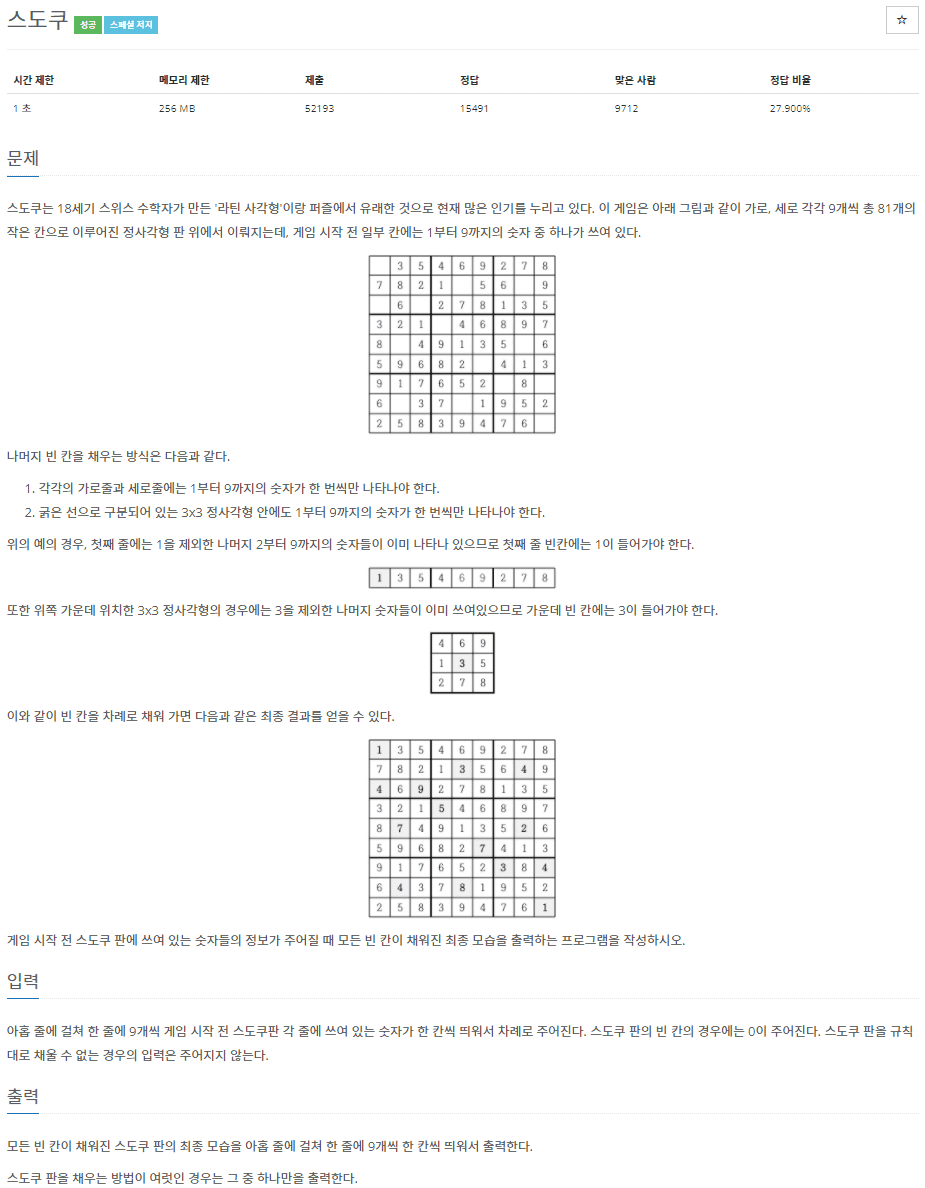 스도쿠 성공 스페셜 저지 ☆
시간 제한 메모리 제한 제출 정답 맞은 사람 정답 비율
1 초 256 MB 52193 15491 9712 27.900%
문제
스도쿠는 18세기 스위스 수학자가 만든 '라틴 사각형'이랑 퍼즐에서 유래한 것으로 현재 많은 인기를 누리고 있다. 이 게임은 아래 그림과 같이 가로, 세로 각각 9개씩 총 81개의
작은 칸으로 이루어진 정사각형 판 위에서 이뤄지는데, 게임 시작 전 일부 칸에는 1부터 9까지의 숫자 중 하나가 쓰여 있다.
3 5 4 6 9 2 7 8
7 8 2 1 5 6 9
6 2 7 8 1 3 5
3 2 1 4 6 8 9 7
8 4 9 1 3 5 6
5 9 6 8 2 4 1 3
9 1 7 6 5 2 8
6 3 7 1 9 5 2
2 5 8 3 9 4 7 6
나머지 빈 칸을 채우는 방식은 다음과 같다.
1. 각각의 가로줄과 세로줄에는 1부터 9까지의 숫자가 한 번씩만 나타나야 한다.
2. 굵은 선으로 구분되어 있는 3x3 정사각형 안에도 1부터 9까지의 숫자가 한 번씩만 나타나야 한다.
위의 예의 경우, 첫째 줄에는 1을 제외한 나머지 2부터 9까지의 숫자들이 이미 나타나 있으므로 첫째 줄 빈칸에는 1이 들어가야 한다.
1 3 5 4 6 9 2 7 8
또한 위쪽 가운데 위치한 3x3 정사각형의 경우에는 3을 제외한 나머지 숫자들이 이미 쓰여있으므로 가운데 빈 칸에는 3이 들어가야 한다.
4 6 9
1 3 5
2 7 8
이와 같이 빈 칸을 차례로 채워 가면 다음과 같은 최종 결과를 얻을 수 있다.
1 3 5 4 6 9 2 7 8
7 8 2 1 3 5 6 4 9
4 6 9 2 7 8 1 3 5
3 2 1 5 4 6 8 9 7
8 7 4 9 1 3 5 2 6
5 9 6 8 2 7 4 1 3
9 1 7 6 5 2 3 8 4
6 4 3 7 8 1 9 5 2
2 5 8 3 9 4 7 6 1
게임 시작 전 스도쿠 판에 쓰여 있는 숫자들의 정보가 주어질 때 모든 빈 칸이 채워진 최종 모습을 출력하는 프로그램을 작성하시오.
입력
아홉 줄에 걸쳐 한 줄에 9개씩 게임 시작 전 스도쿠판 각 줄에 쓰여 있는 숫자가 한 칸씩 띄워서 차례로 주어진다. 스도쿠 판의 빈 칸의 경우에는 0이 주어진다. 스도쿠 판을 규칙
대로 채울 수 없는 경우의 입력은 주어지지 않는다.
출력
모든 빈 칸이 채워진 스도쿠 판의 최종 모습을 아홉 줄에 걸쳐 한 줄에 9개씩 한 칸씩 띄워서 출력한다.
스도쿠 판을 채우는 방법이 여럿인 경우는 그 중 하나만을 출력한다.